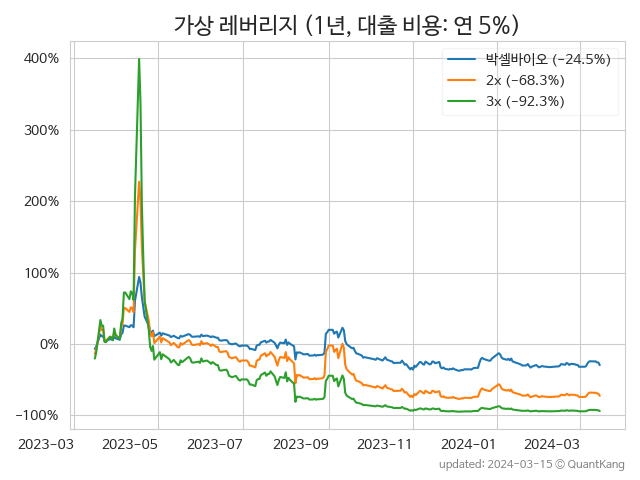 가상 레버리지 (1년, 대출 비용: 연 5%)
박셀바이오 (-24.5%)
2x (-68.3%)
3x (-92.3%)
400%
300%
200%
100%
0%
-100%
2023-03 2023-05 2023-07 2023-09 2023-11 2024-01 2024-03
updated: 2024-03-15 © QuantKang